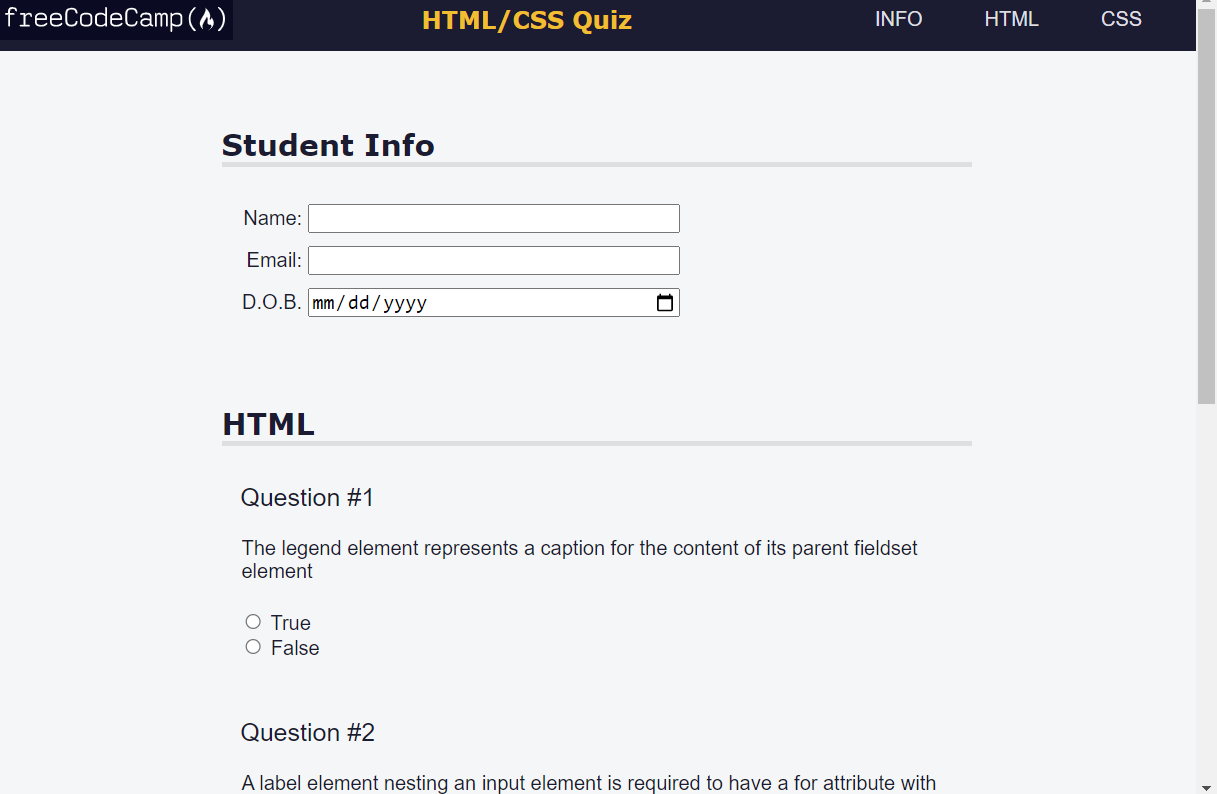 freeCodeCamp(🔥)
HTML/CSS Quiz
INFO
HTML
CSS
Student Info
Name:
Email:
D.O.B.
mm/dd/yyyy
HTML
Question #1
The legend element represents a caption for the content of its parent fieldset
element
True
False
Question #2
A label element nesting an input element is required to have a for attribute with